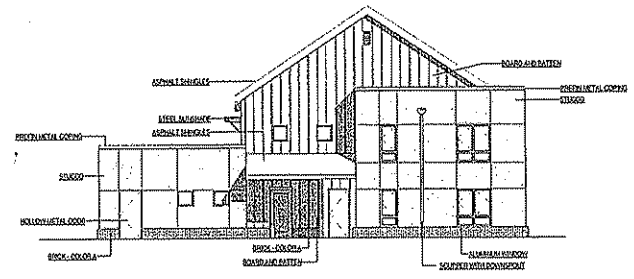 BOARD AND BATTEN
ASPHALT SHINGLES
PREFIN METAL COPING
STUCCO
STEEL SUNSHADE
ASPHALT SHINGLES
PREFIN METAL COPING
STUCCO
HOLLOW METAL DOOR
BRICK - COLOR A
BRICK - COLOR A
BOARD AND BATTEN
ALUMINUM WINDOW
SCUPPER WITH DOWNSPOUT